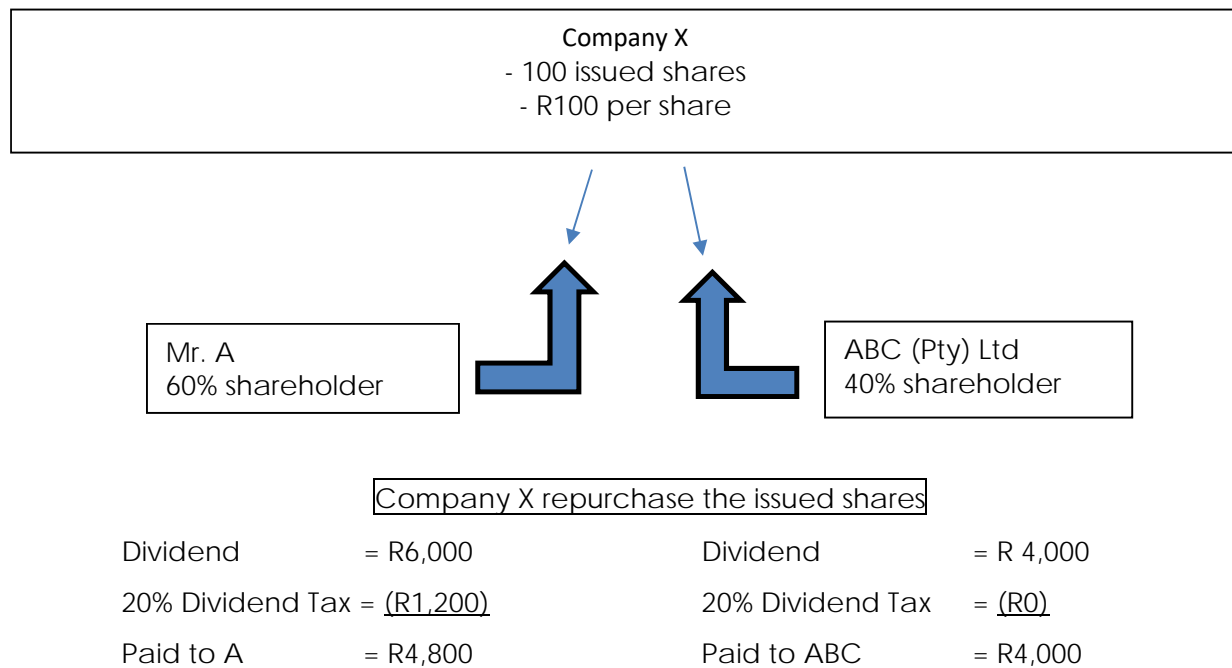 Company X
- 100 issued shares
- R100 per share
Mr. A
60% shareholder
ABC (Pty) Ltd
40% shareholder
Company X repurchase the issued shares
Dividend = R6,000
20% Dividend Tax = (R1,200)
Paid to A = R4,800
Dividend = R 4,000
20% Dividend Tax = (R0)
Paid to ABC = R4,000